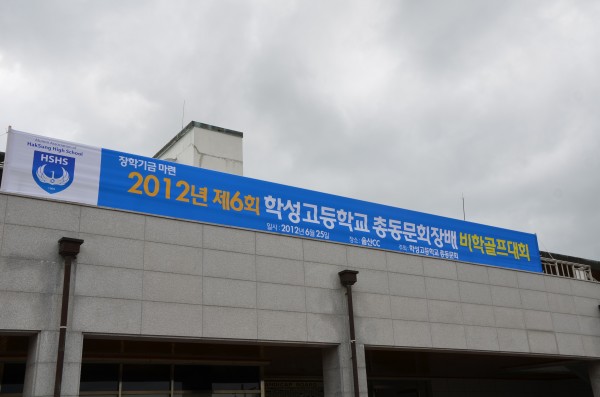 HakSung High School
HSHS
장학기금 마련
2012년 제6회 학성고등학교 총동문회장배 비학골프대회
일시 : 2012년 6월 25일 장소 : 울산CC 주최 : 학성고등학교 총동문회